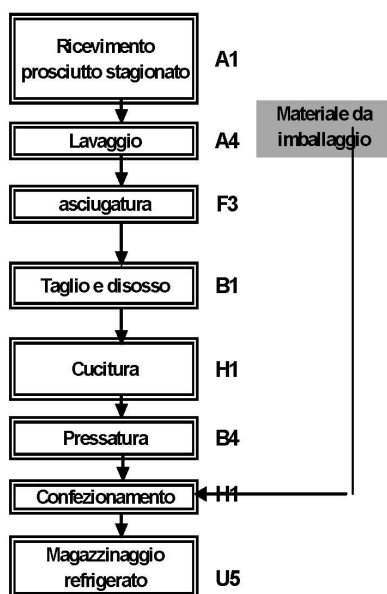 Ricevimento
prosciutto stagionato
A1
Materiale da
imballaggio
Lavaggio
A4
asciugatura
F3
Taglio e disosso
B1
Cucitura
H1
Pressatura
B4
Confezionamento
H1
Magazzinaggio
refrigerato
U5